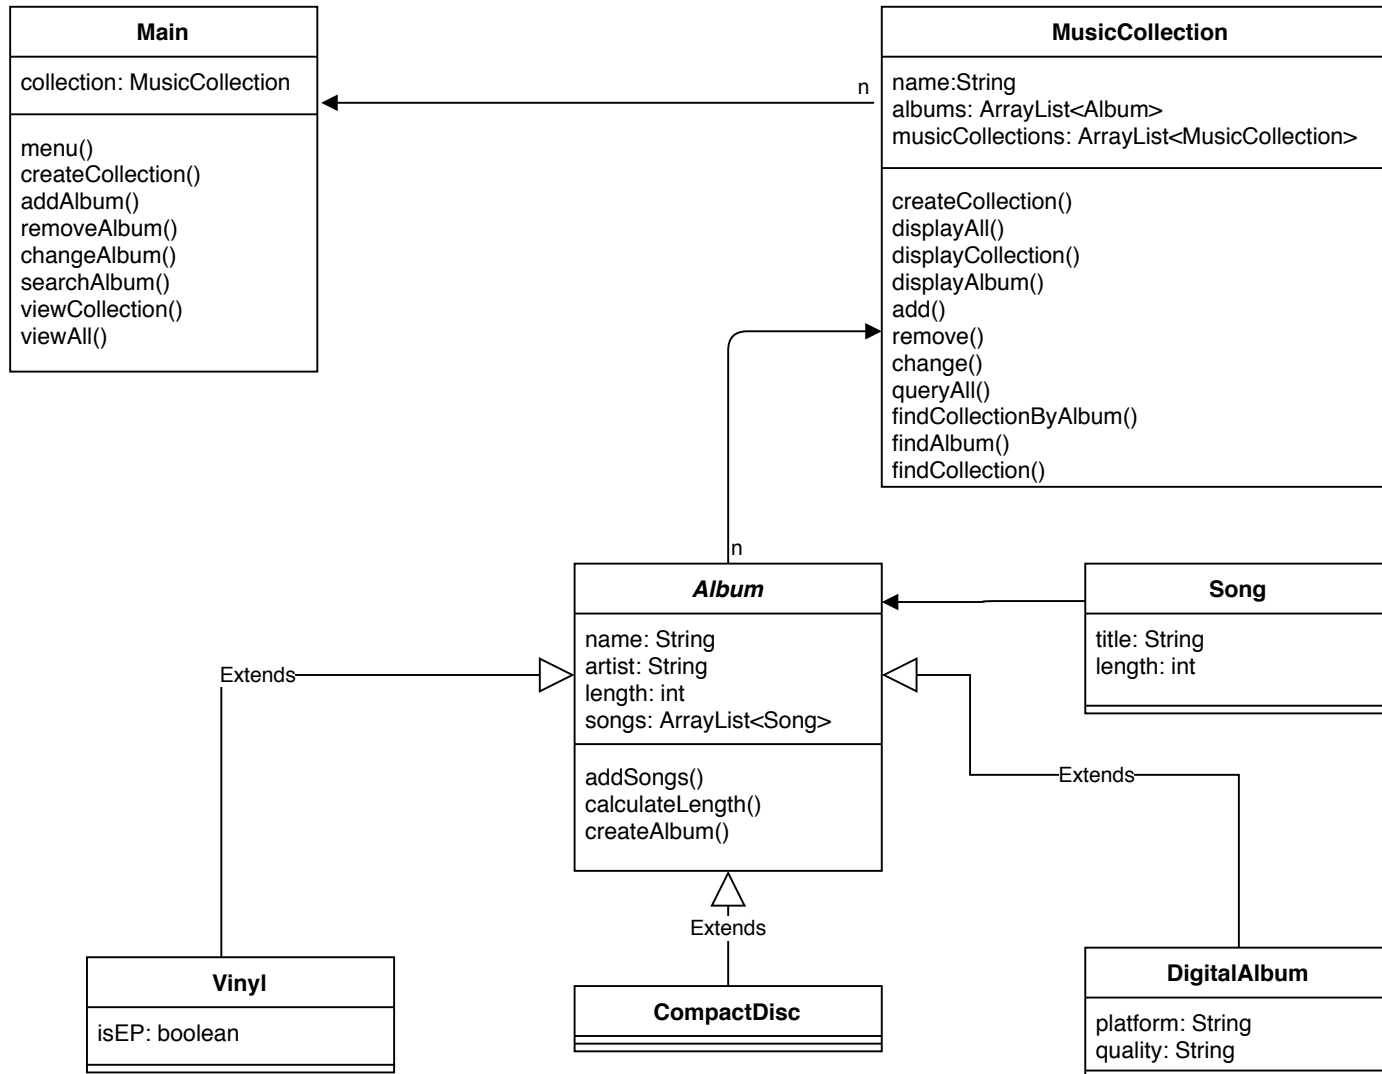 Main
collection: MusicCollection
menu()
createCollection()
addAlbum()
removeAlbum()
changeAlbum()
searchAlbum()
viewCollection()
viewAll()
n
MusicCollection
name:String
albums: ArrayList<Album>
musicCollections: ArrayList<MusicCollection>
createCollection()
displayAll()
displayCollection()
displayAlbum()
add()
remove()
change()
queryAll()
findCollectionByAlbum()
findAlbum()
findCollection()
n
Album
name: String
artist: String
length: int
songs: ArrayList<Song>
addSongs()
calculateLength()
createAlbum()
Song
title: String
length: int
Extends
Extends
Extends
Vinyl
isEP: boolean
CompactDisc
DigitalAlbum
platform: String
quality: String